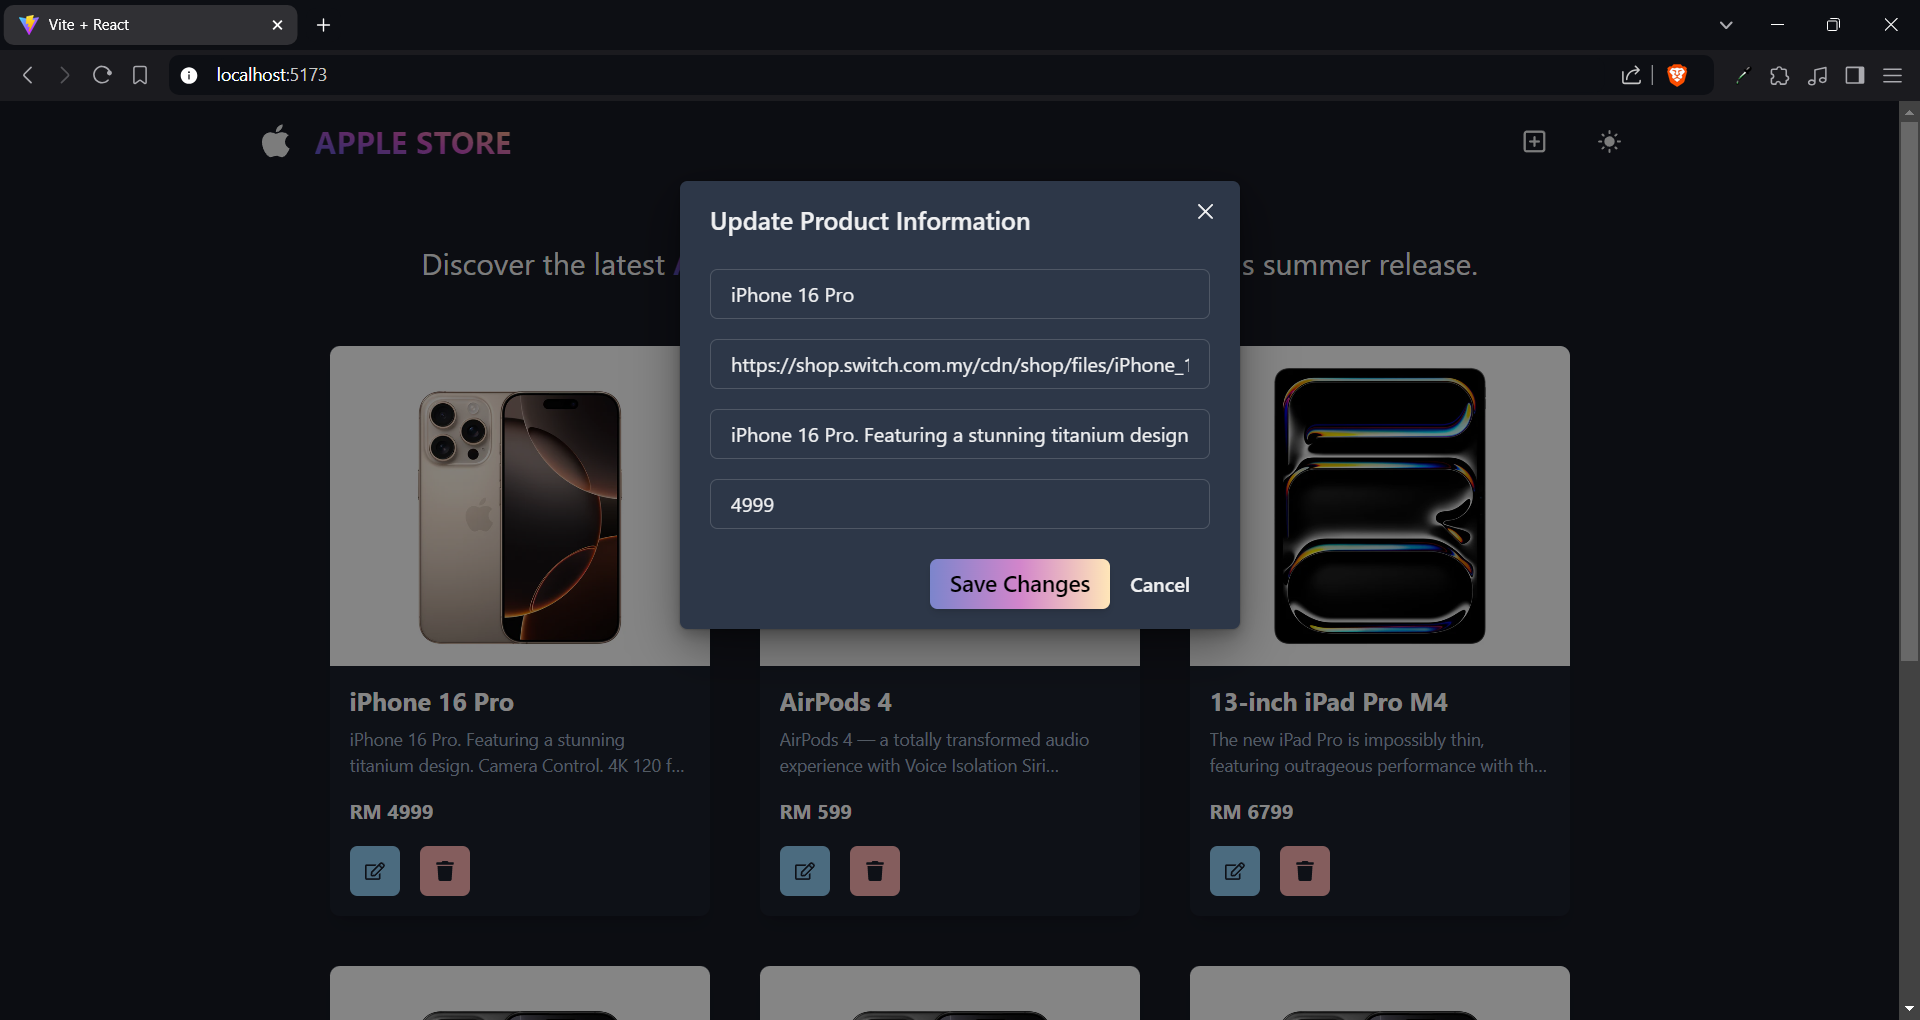 Vite + React
localhost:5173
APPLE STORE
Discover the latest
s summer release.
Update Product Information
iPhone 16 Pro
https://shop.switch.com.my/cdn/shop/files/iPhone_1
iPhone 16 Pro. Featuring a stunning titanium design
4999
Save Changes
Cancel
iPhone 16 Pro
iPhone 16 Pro. Featuring a stunning
titanium design. Camera Control. 4K 120 f...
RM 4999
AirPods 4
AirPods 4 — a totally transformed audio
experience with Voice Isolation Siri...
RM 599
13-inch iPad Pro M4
The new iPad Pro is impossibly thin,
featuring outrageous performance with th...
RM 6799